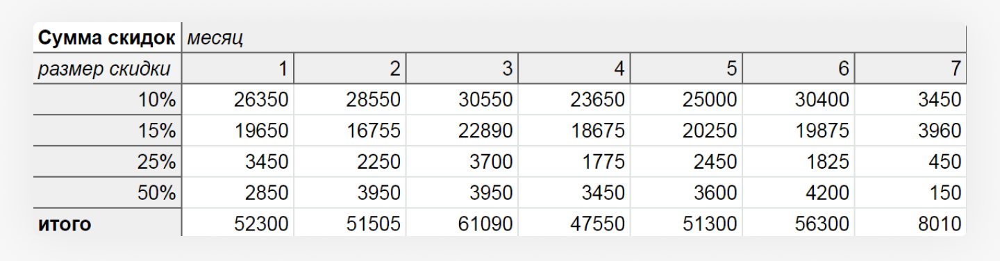 Сумма скидок месяц
размер скидки 1 2 3 4 5 6 7
10% 26350 28550 30550 23650 25000 30400 3450
15% 19650 16755 22890 18675 20250 19875 3960
25% 3450 2250 3700 1775 2450 1825 450
50% 2850 3950 3950 3450 3600 4200 150
итого 52300 51505 61090 47550 51300 56300 8010